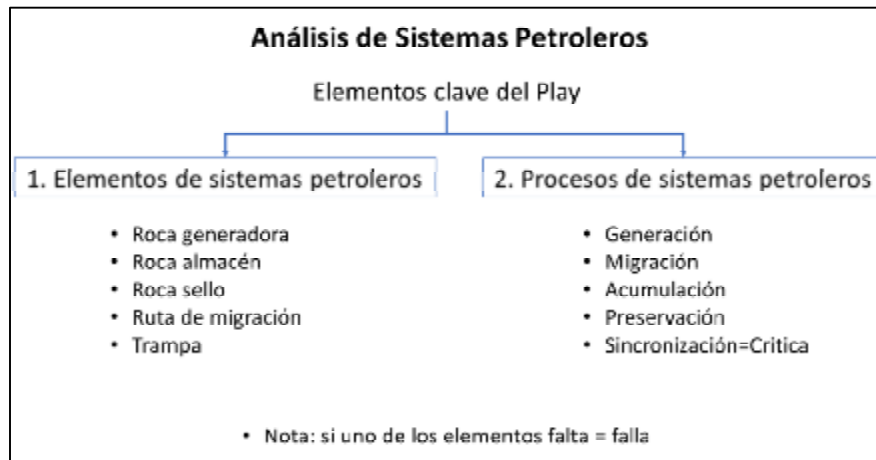 Análisis de Sistemas Petroleros
Elementos clave del Play
1. Elementos de sistemas petroleros
• Roca generadora
• Roca almacén
• Roca sello
• Ruta de migración
• Trampa
2. Procesos de sistemas petroleros
• Generación
• Migración
• Acumulación
• Preservación
• Sincronización=Critica
• Nota: si uno de los elementos falta = falla